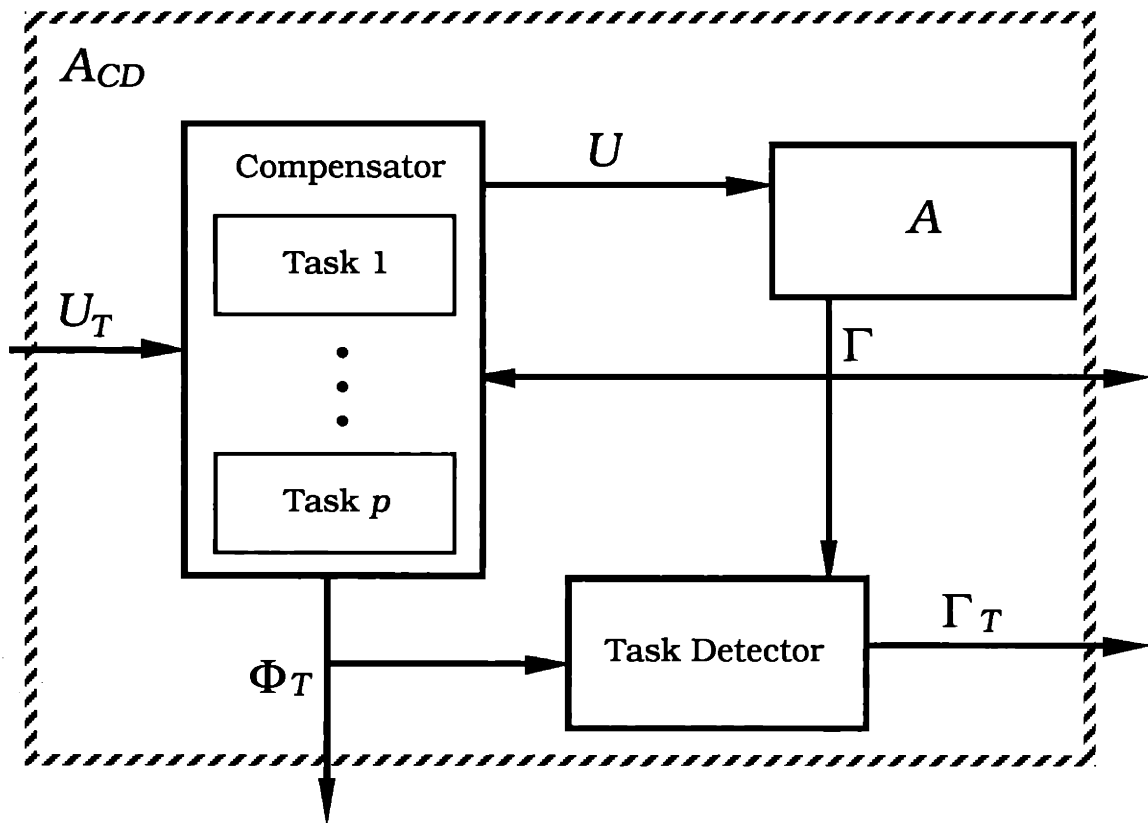 A_CD
Compensator
U
A
Task 1
U_T
Γ
Task p
Γ_T
Task Detector
Φ_T